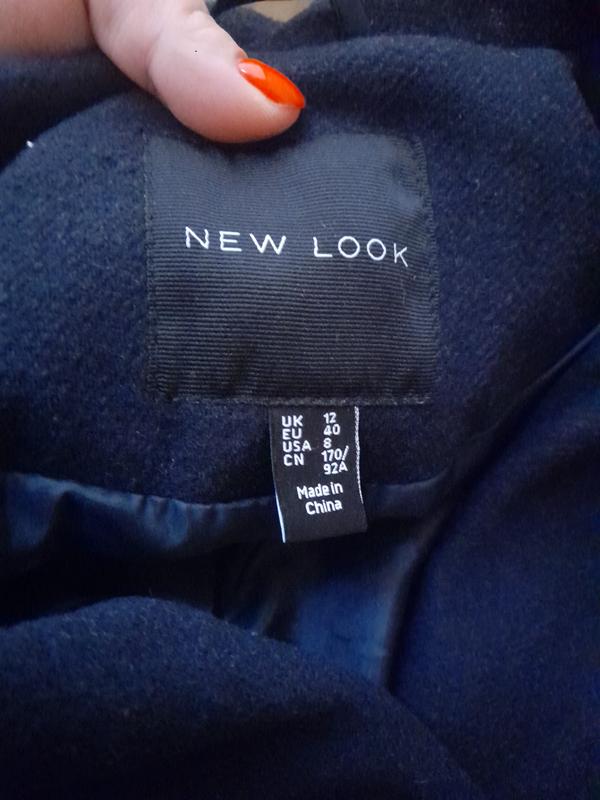 NEW LOOK
UK 12
EU 40
USA 8
CN 170/
92A
Made in
China